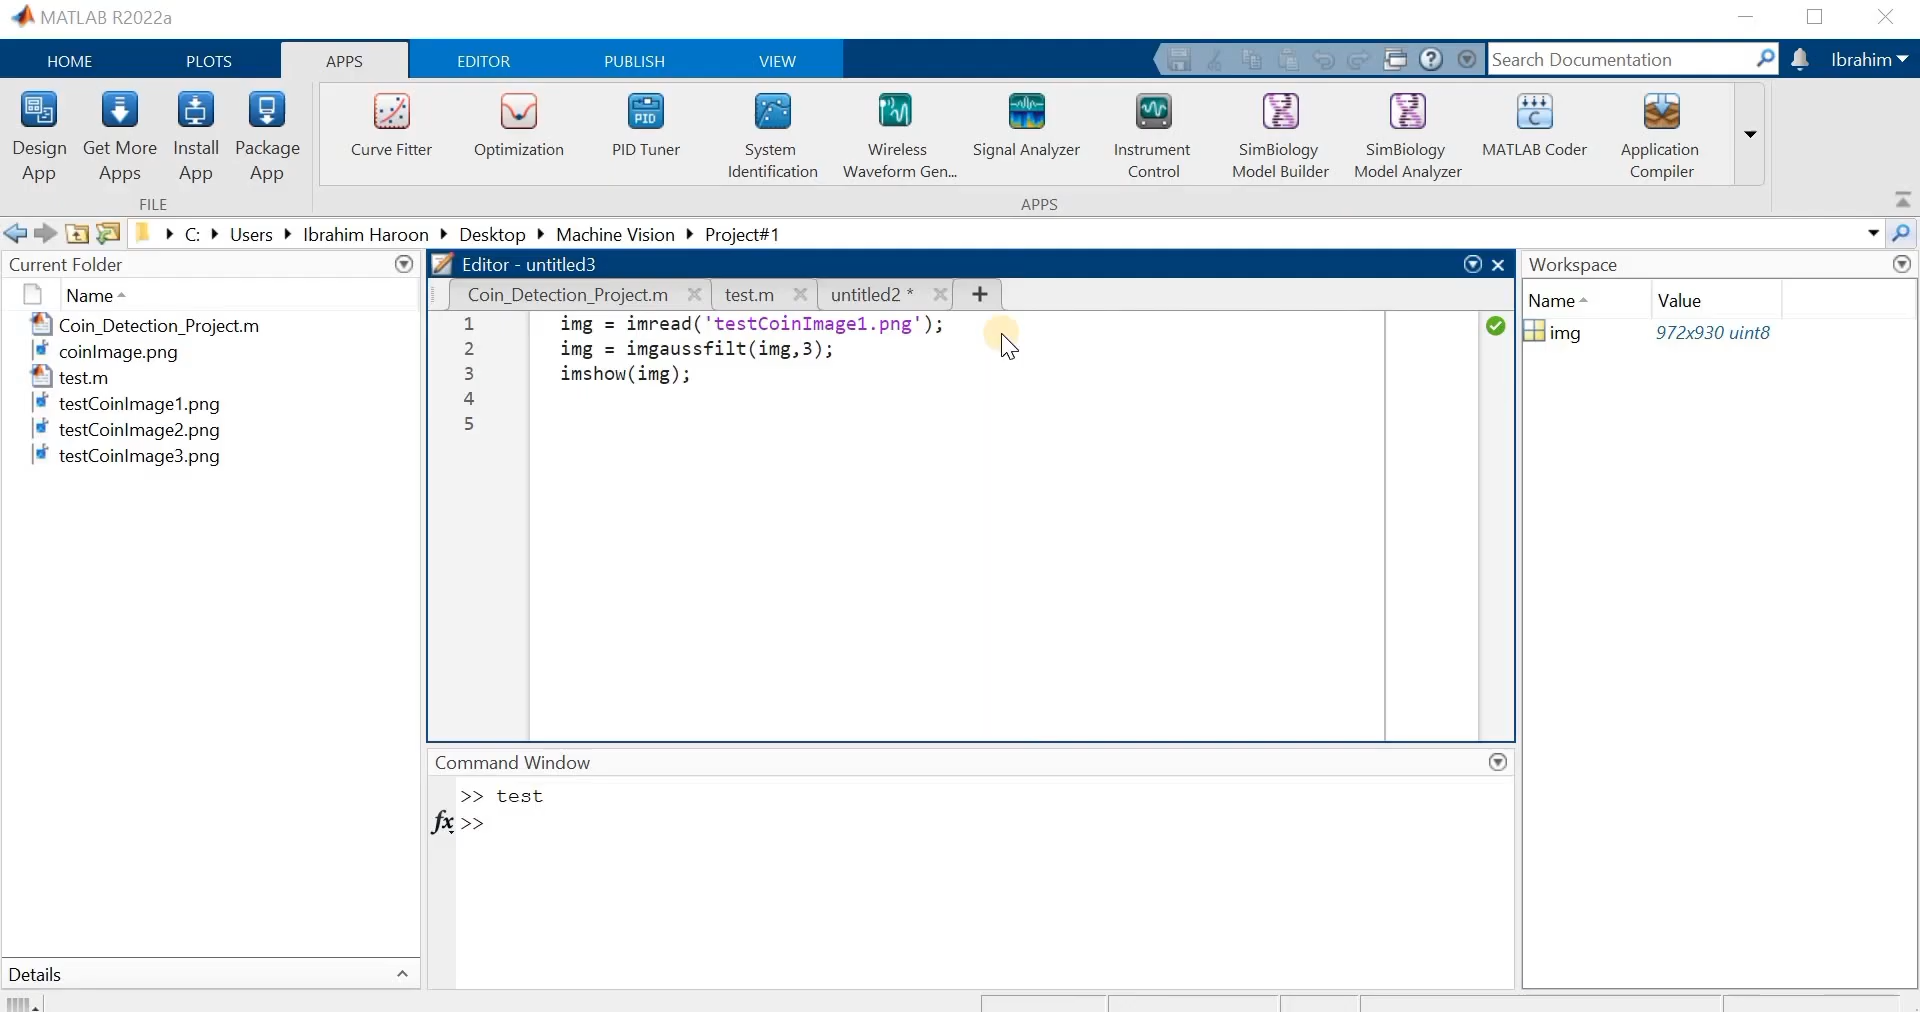 MATLAB R2022a
HOME PLOTS APPS EDITOR PUBLISH VIEW Search Documentation Ibrahim
Design App
Get More Apps
Install App
Package App
Curve Fitter
Optimization
PID
PID Tuner
System Identification
Wireless Waveform Gen...
Signal Analyzer
Instrument Control
SimBiology Model Builder
SimBiology Model Analyzer
C
MATLAB Coder
Application Compiler
FILE APPS
C: Users Ibrahim Haroon Desktop Machine Vision Project#1
Current Folder
Name
Coin_Detection_Project.m
coinImage.png
test.m
testCoinImage1.png
testCoinImage2.png
testCoinImage3.png
Details
Editor - untitled3
Coin_Detection_Project.m test.m untitled2 * +
1 img = imread('testCoinImage1.png');
2 img = imgaussfilt(img,3);
3 imshow(img);
4
5
Command Window
>> test
fx >>
Workspace
Name Value
img 972x930 uint8